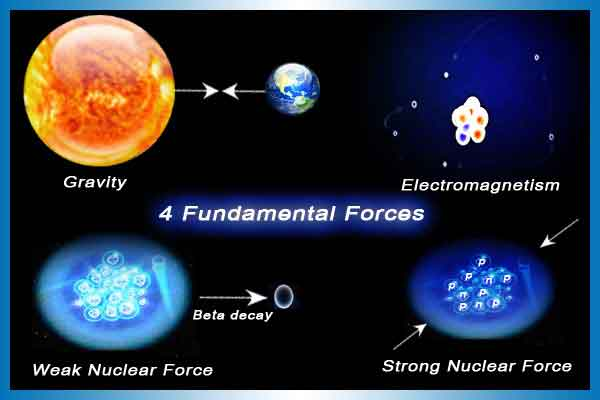 Gravity
Electromagnetism
4 Fundamental Forces
Beta decay
Weak Nuclear Force
p n p
p n p
n p
Strong Nuclear Force